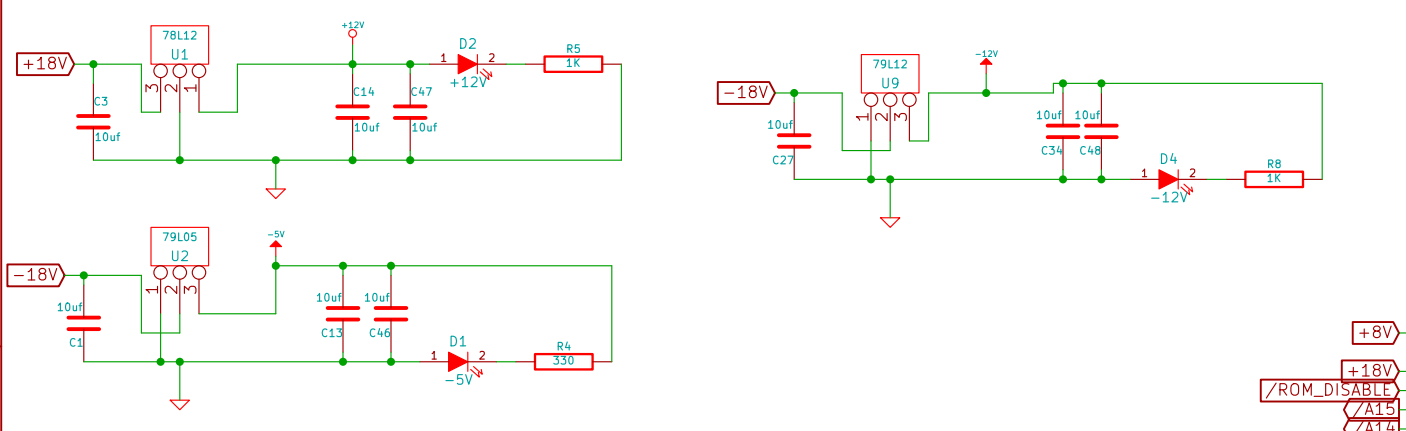 78L12
U1
+18V
3
2
1
C3
10uf
+12V
C14
10uf
C47
10uf
1
D2
2
+12V
R5
1K
79L12
U9
-18V
1
2
3
10uf
C27
-12V
10uf
C34
10uf
C48
1
D4
2
-12V
R8
1K
79L05
U2
-18V
1
2
3
10uf
C1
-5V
10uf
C13
10uf
C46
1
D1
2
-5V
R4
330
+8V
+18V
/ROM_DISABLE
/A15
/A14